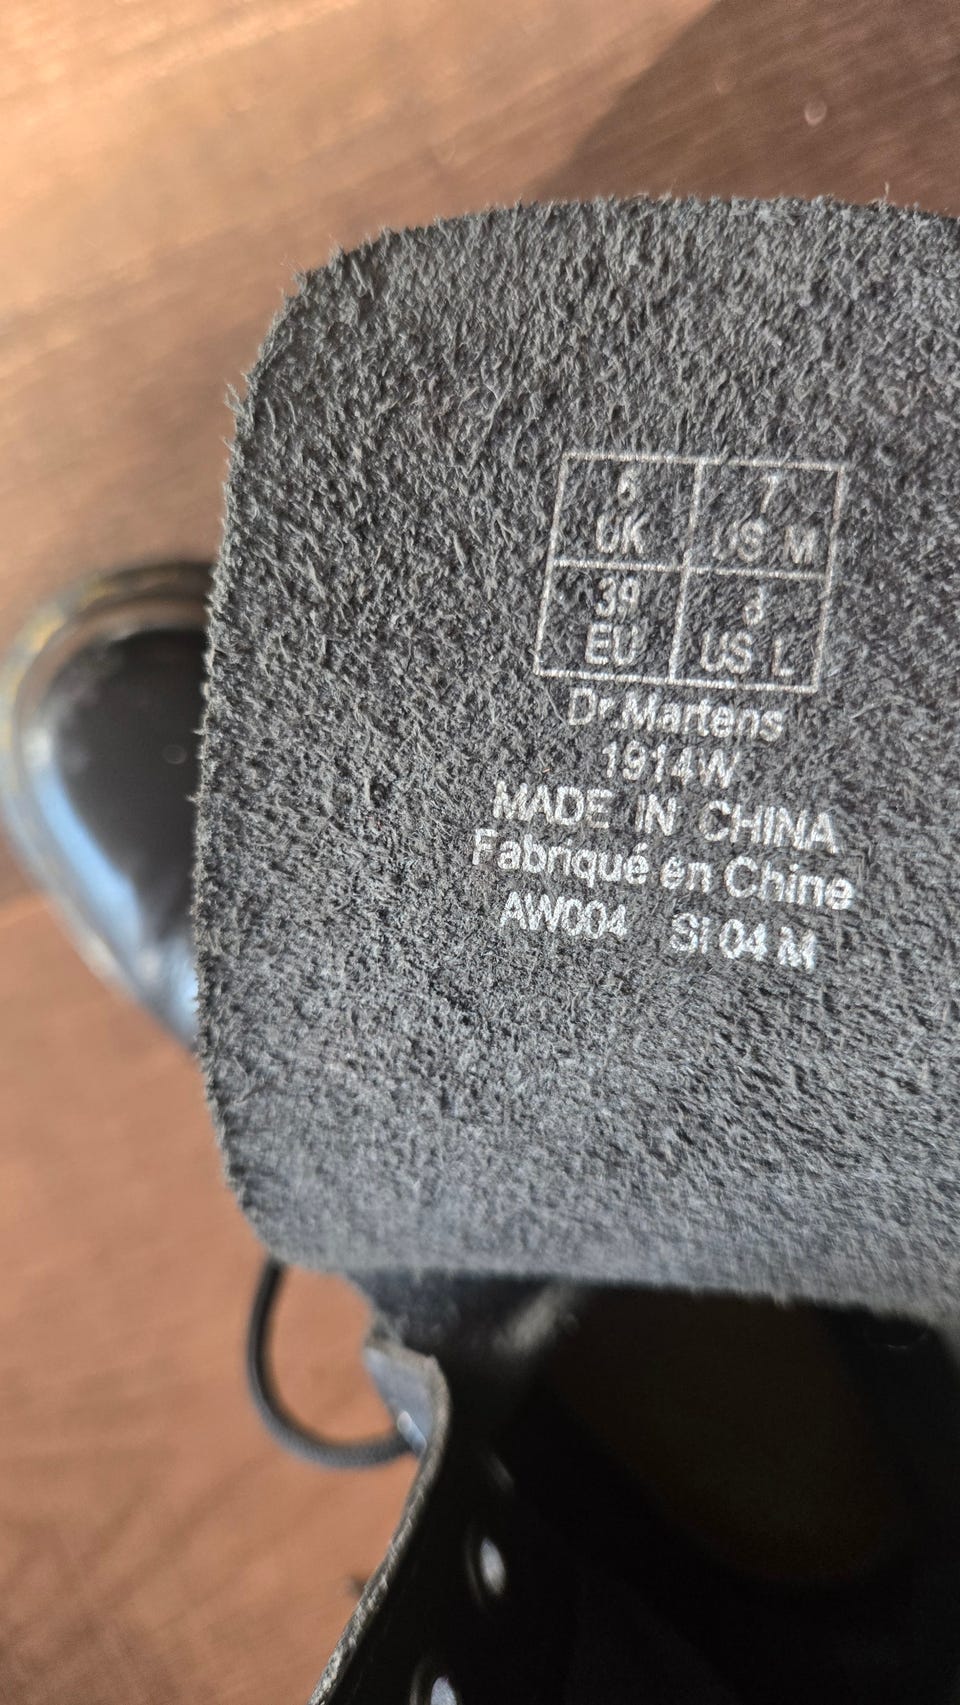 6
UK
7
US M
39
EU
8
US L
Dr.Martens
1914W
MADE IN CHINA
Fabriqué en Chine
AW004 SI 04 M